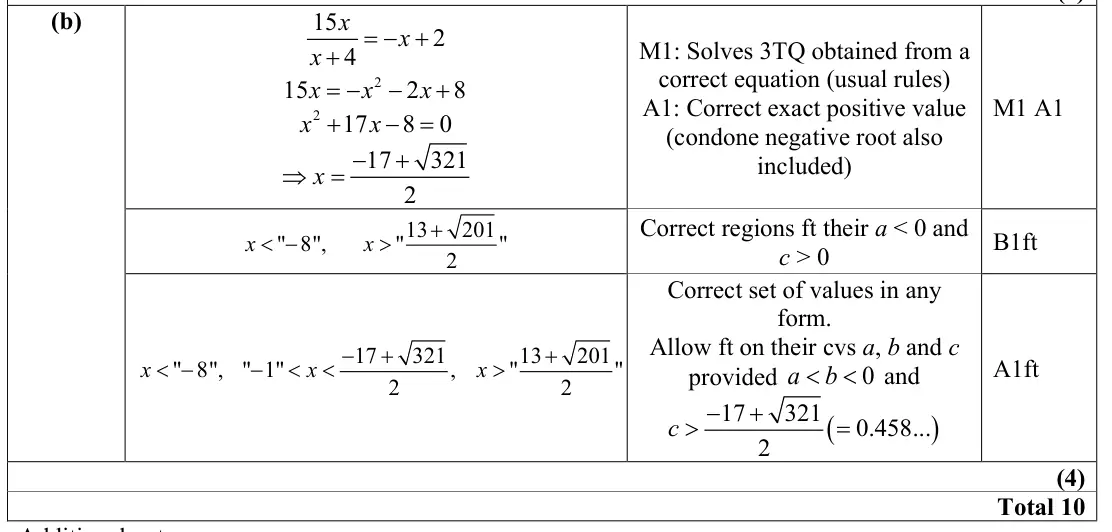 (b)
15x/(x+4) = −x + 2
15x = −x² − 2x + 8
x² + 17x − 8 = 0
⇒ x = (−17 + √321)/2
M1: Solves 3TQ obtained from a
correct equation (usual rules)
A1: Correct exact positive value
(condone negative root also
included)
M1 A1
x < "−8", x > "(13 + √201)/2"
Correct regions ft their a < 0 and
c > 0
B1ft
x < "−8", "−1" < x < (−17 + √321)/2, x > "(13 + √201)/2"
Correct set of values in any
form.
Allow ft on their cvs a, b and c
provided a < b < 0 and
c > (−17 + √321)/2 (= 0.458...)
A1ft
(4)
Total 10